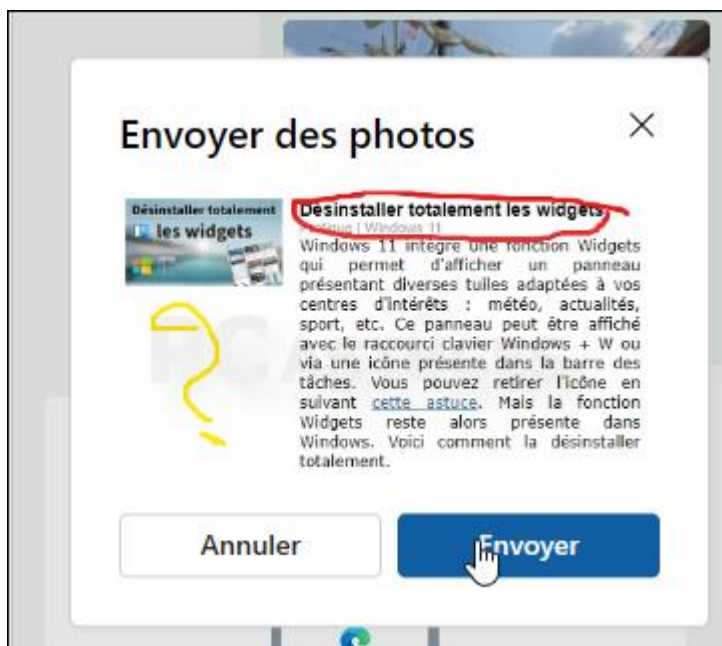 Envoyer des photos
Désinstaller totalement
les widgets
Désinstaller totalement les widgets
Windows 11
Windows 11 intègre une fonction Widgets
qui permet d'afficher un panneau
présentant diverses tuiles adaptées à vos
centres d'intérêts : météo, actualités,
sport, etc. Ce panneau peut être affiché
avec le raccourci clavier Windows + W ou
via une icône présente dans la barre des
tâches. Vous pouvez retirer l'icône en
suivant cette astuce. Mais la fonction
Widgets reste alors présente dans
Windows. Voici comment la désinstaller
totalement.
Annuler
Envoyer